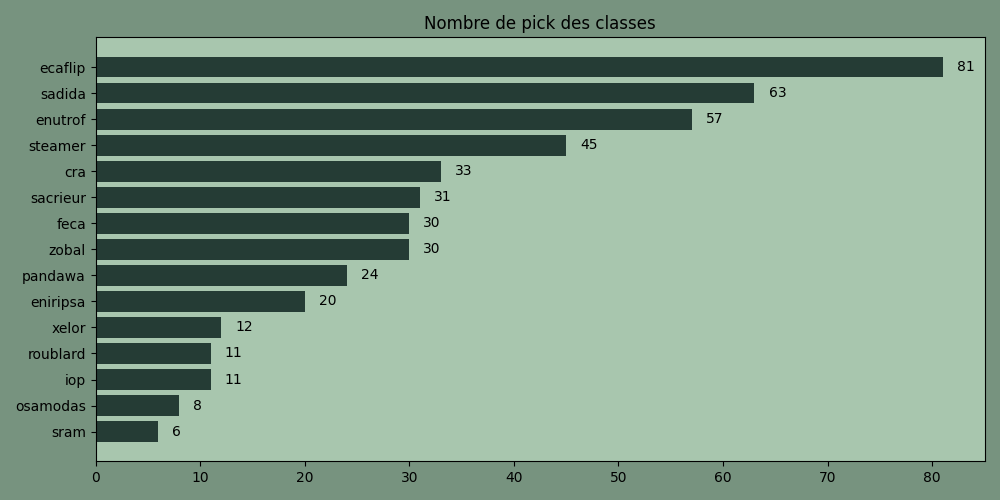 Nombre de pick des classes
ecaflip 81
sadida 63
enutrof 57
steamer 45
cra 33
sacrieur 31
feca 30
zobal 30
pandawa 24
eniripsa 20
xelor 12
roublard 11
iop 11
osamodas 8
sram 6
0 10 20 30 40 50 60 70 80